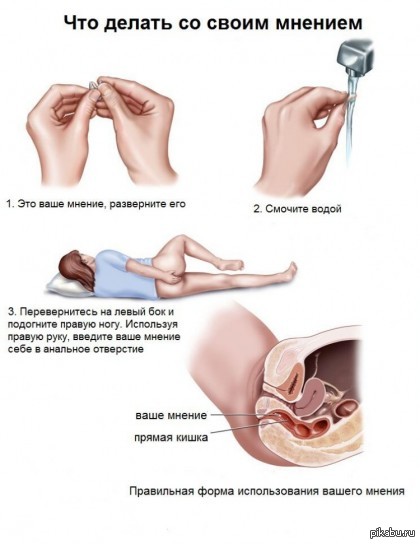 Что делать со своим мнением
1. Это ваше мнение, разверните его
2. Смочите водой
3. Перевернитесь на левый бок и
подогните правую ногу. Используя
правую руку, введите ваше мнение
себе в анальное отверстие
ваше мнение
прямая кишка
Правильная форма использования вашего мнения
pikabu.ru